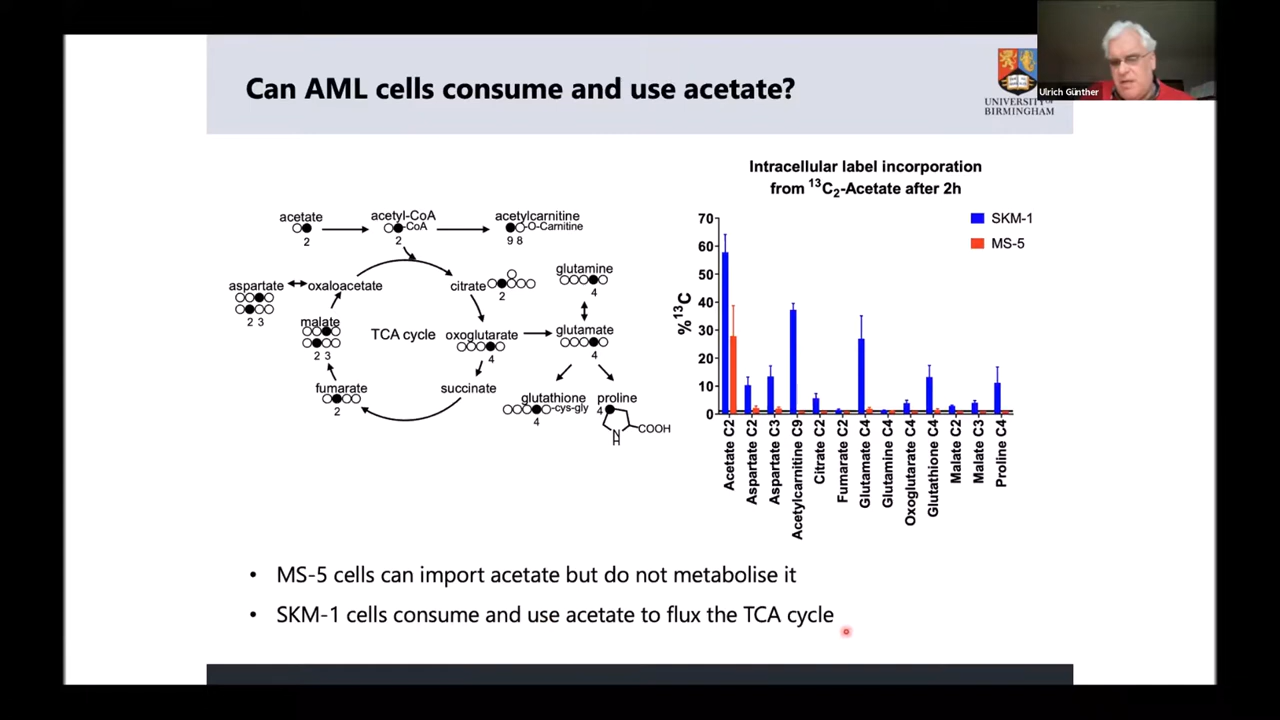 Can AML cells consume and use acetate?
UNIVERSITY OF
BIRMINGHAM
Ulrich Günther
Intracellular label incorporation
from ¹³C₂-Acetate after 2h
acetate
2
acetyl-CoA
-CoA
2
acetylcarnitine
-O-Carnitine
9 8
aspartate
2 3
oxaloacetate
citrate
2
glutamine
4
malate
2 3
TCA cycle
oxoglutarate
4
glutamate
4
fumarate
2
succinate
glutathione
-cys-gly
4
proline
4
N
H
COOH
%¹³C
70
60
50
40
30
20
10
0
SKM-1
MS-5
Acetate C2
Aspartate C2
Aspartate C3
Acetylcarnitine C9
Citrate C2
Fumarate C2
Glutamate C4
Glutamine C4
Oxoglutarate C4
Glutathione C4
Malate C2
Malate C3
Proline C4
• MS-5 cells can import acetate but do not metabolise it
• SKM-1 cells consume and use acetate to flux the TCA cycle